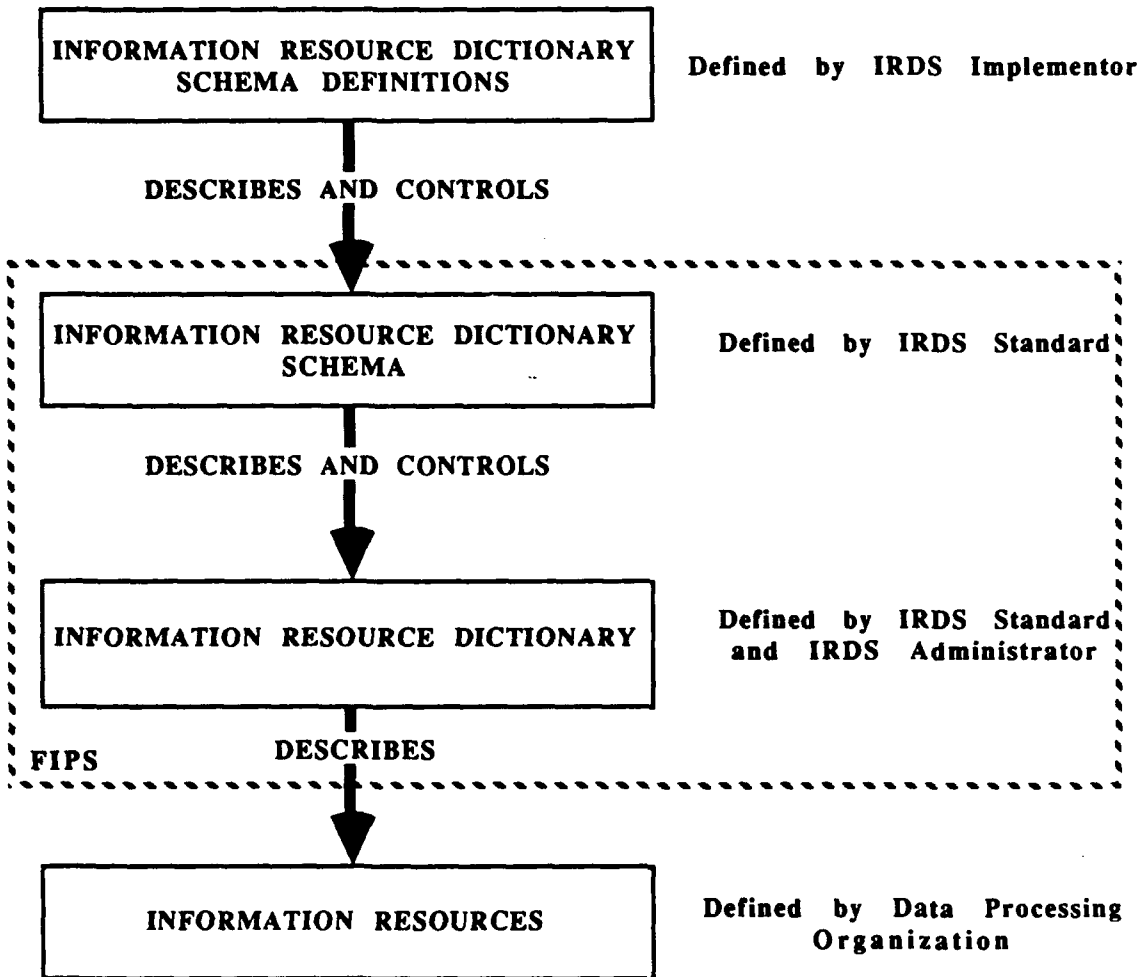 INFORMATION RESOURCE DICTIONARY
SCHEMA DEFINITIONS
Defined by IRDS Implementor
DESCRIBES AND CONTROLS
INFORMATION RESOURCE DICTIONARY
SCHEMA
Defined by IRDS Standard
DESCRIBES AND CONTROLS
INFORMATION RESOURCE DICTIONARY
Defined by IRDS Standard
and IRDS Administrator
DESCRIBES
FIPS
INFORMATION RESOURCES
Defined by Data Processing
Organization